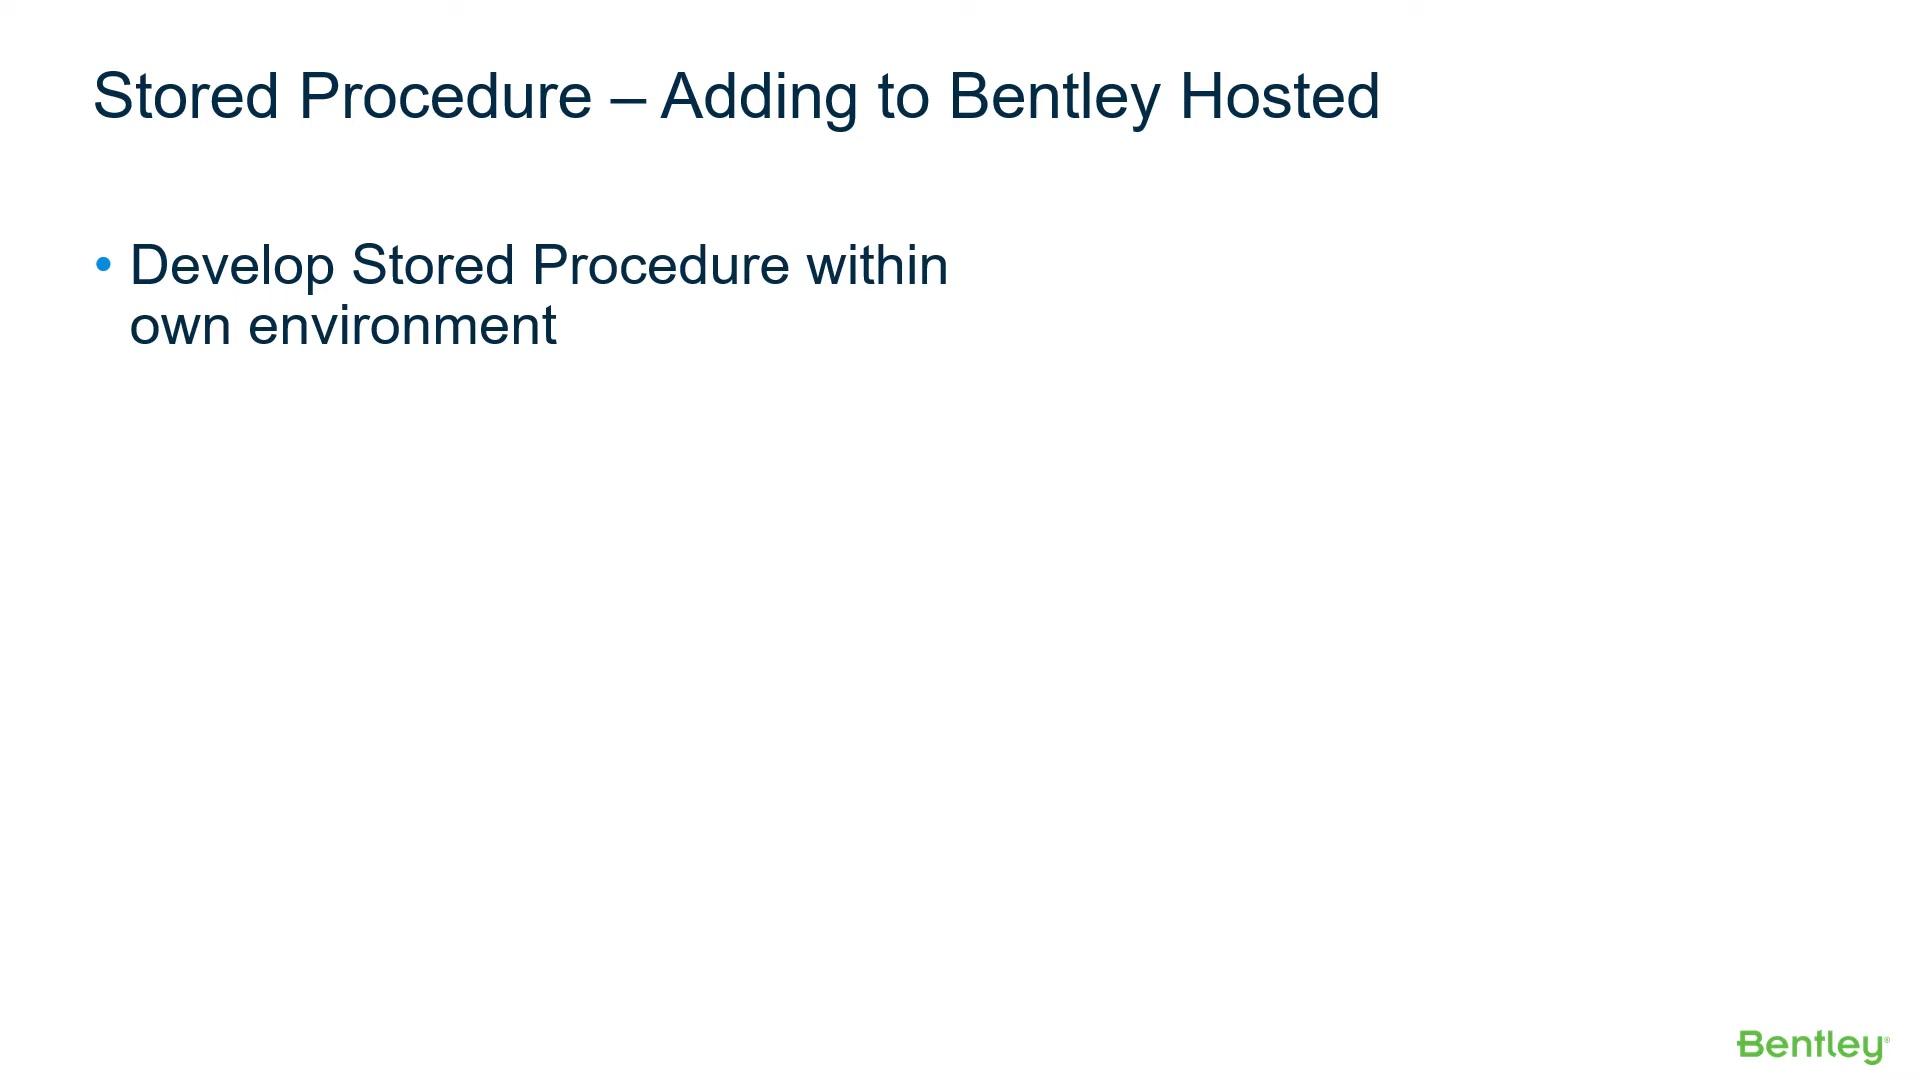 Stored Procedure – Adding to Bentley Hosted
• Develop Stored Procedure within
own environment
Bentley®